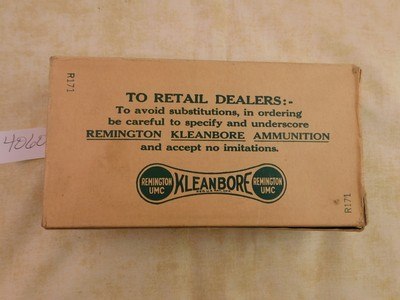 R171
TO RETAIL DEALERS:-
To avoid substitutions, in ordering
be careful to specify and underscore
REMINGTON KLEANBORE AMMUNITION
and accept no imitations.
REMINGTON
UMC
KLEANBORE
REMINGTON
UMC
R171